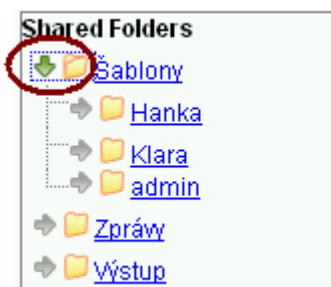 Shared Folders
Šablony
Hanka
Klara
admin
Zprávy
Výstup